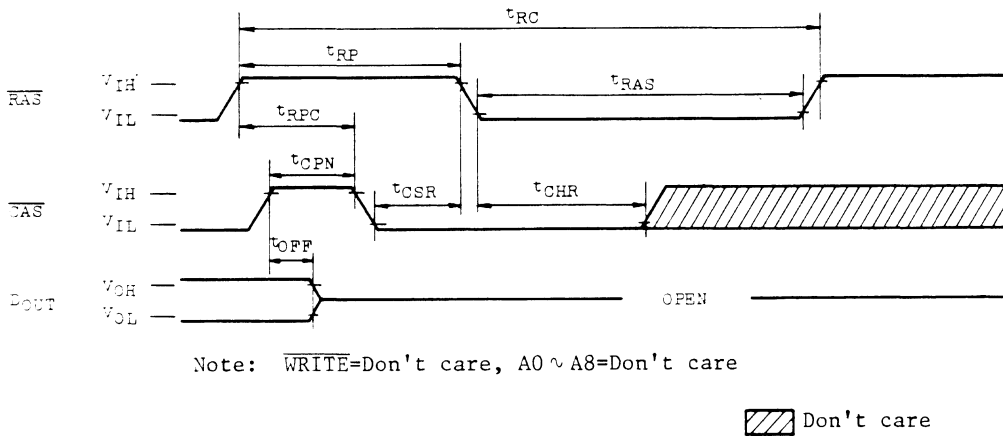 tRC
tRP
RAS
VIH
VIL
tRAS
tRPC
tCPN
CAS
VIH
VIL
tCSR
tCHR
tOFF
DOUT
VOH
VOL
OPEN
Note: WRITE=Don't care, A0 ~ A8=Don't care
Don't care